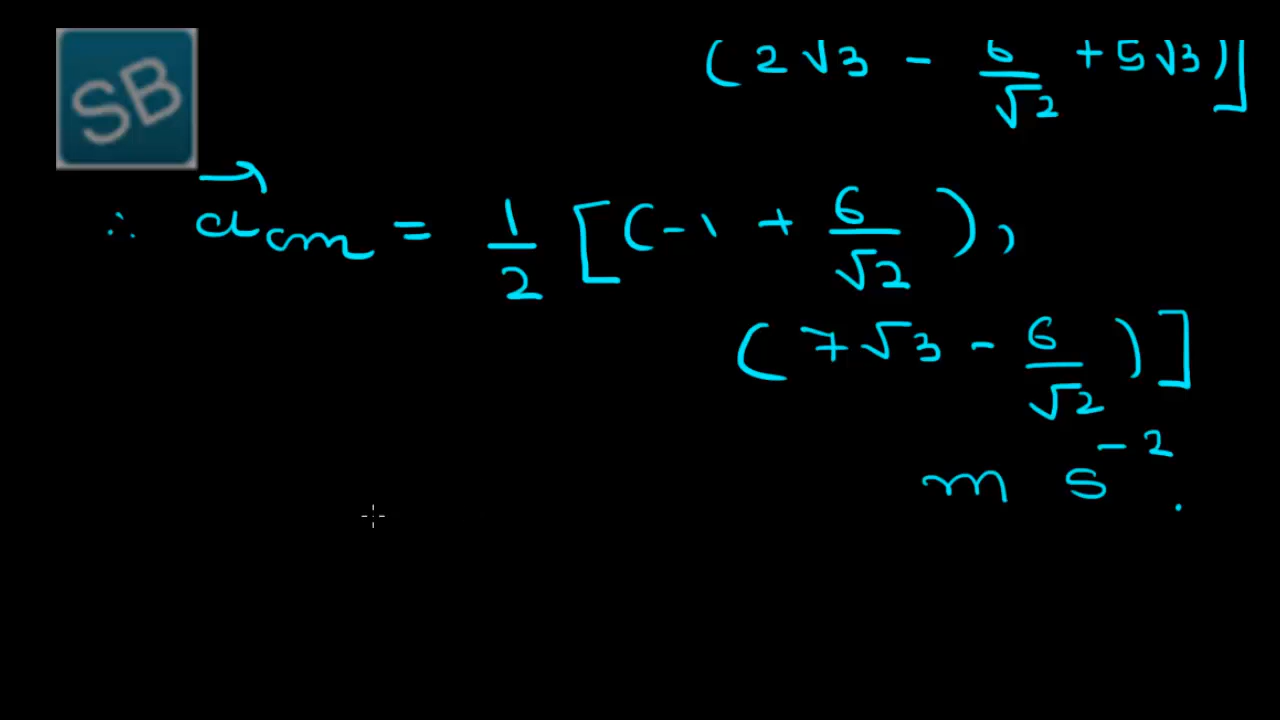 SB
(2√3 - 6/√2 + 5√3)]
∴ a⃗cm = 1/2 [(-1 + 6/√2),
(7√3 - 6/√2)]
m s⁻².